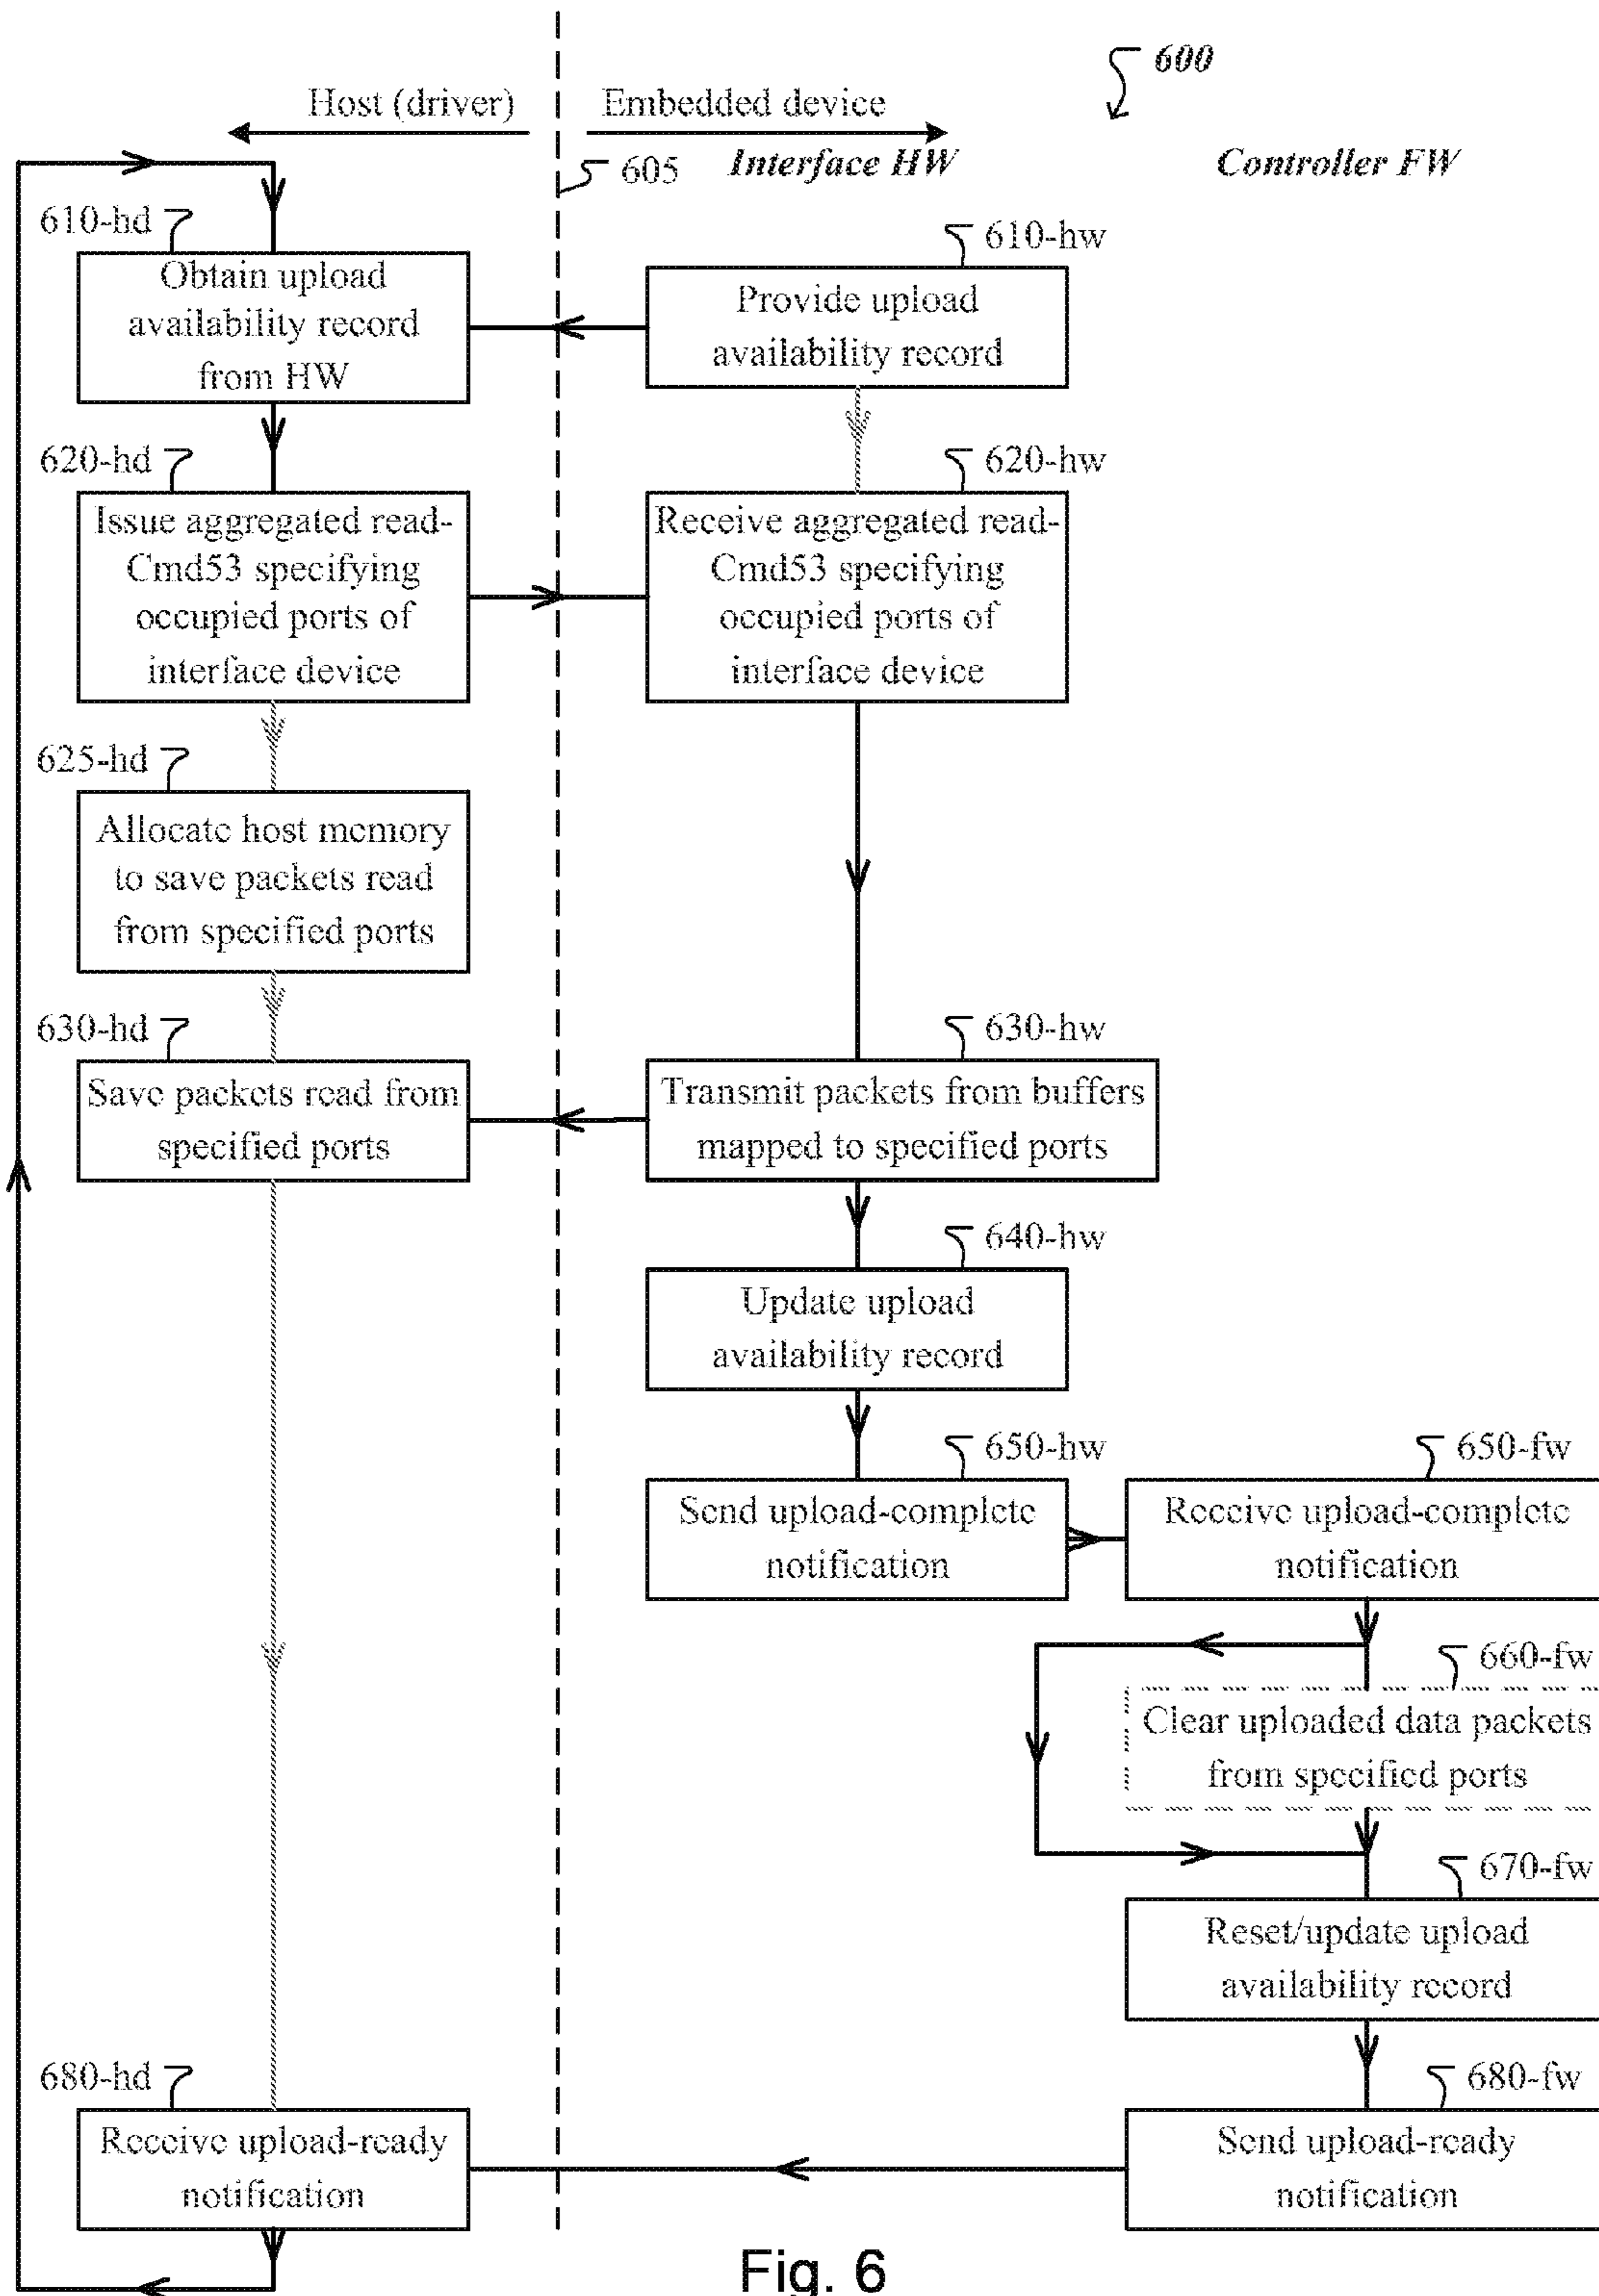 600
Host (driver)
Embedded device
605
Interface HW
Controller FW
610-hd
610-hw
Obtain upload
availability record
from HW
Provide upload
availability record
620-hd
620-hw
Issue aggregated read-
Cmd53 specifying
occupied ports of
interface device
Receive aggregated read-
Cmd53 specifying
occupied ports of
interface device
625-hd
Allocate host memory
to save packets read
from specified ports
630-hd
630-hw
Save packets read from
specified ports
Transmit packets from buffers
mapped to specified ports
640-hw
Update upload
availability record
650-hw
650-fw
Send upload-complete
notification
Receive upload-complete
notification
660-fw
Clear uploaded data packets
from specified ports
670-fw
Reset/update upload
availability record
680-hd
680-fw
Receive upload-ready
notification
Send upload-ready
notification
Fig. 6